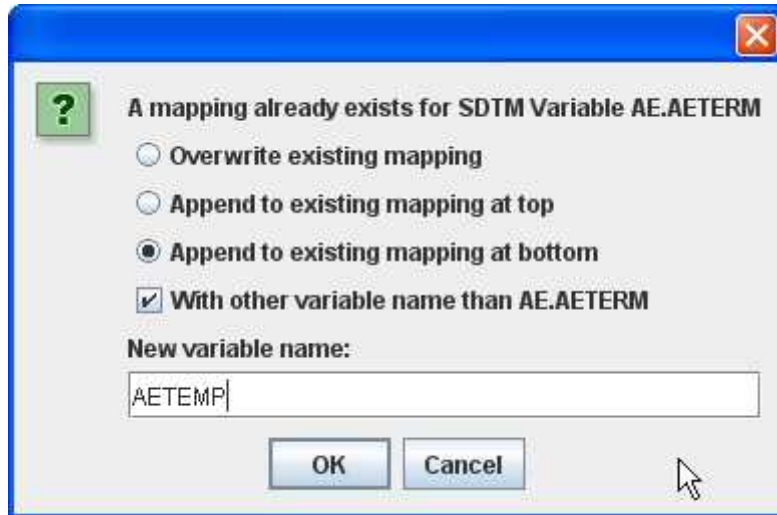 ?
A mapping already exists for SDTM Variable AE.AETERM
Overwrite existing mapping
Append to existing mapping at top
Append to existing mapping at bottom
With other variable name than AE.AETERM
New variable name:
AETEMP
OK Cancel